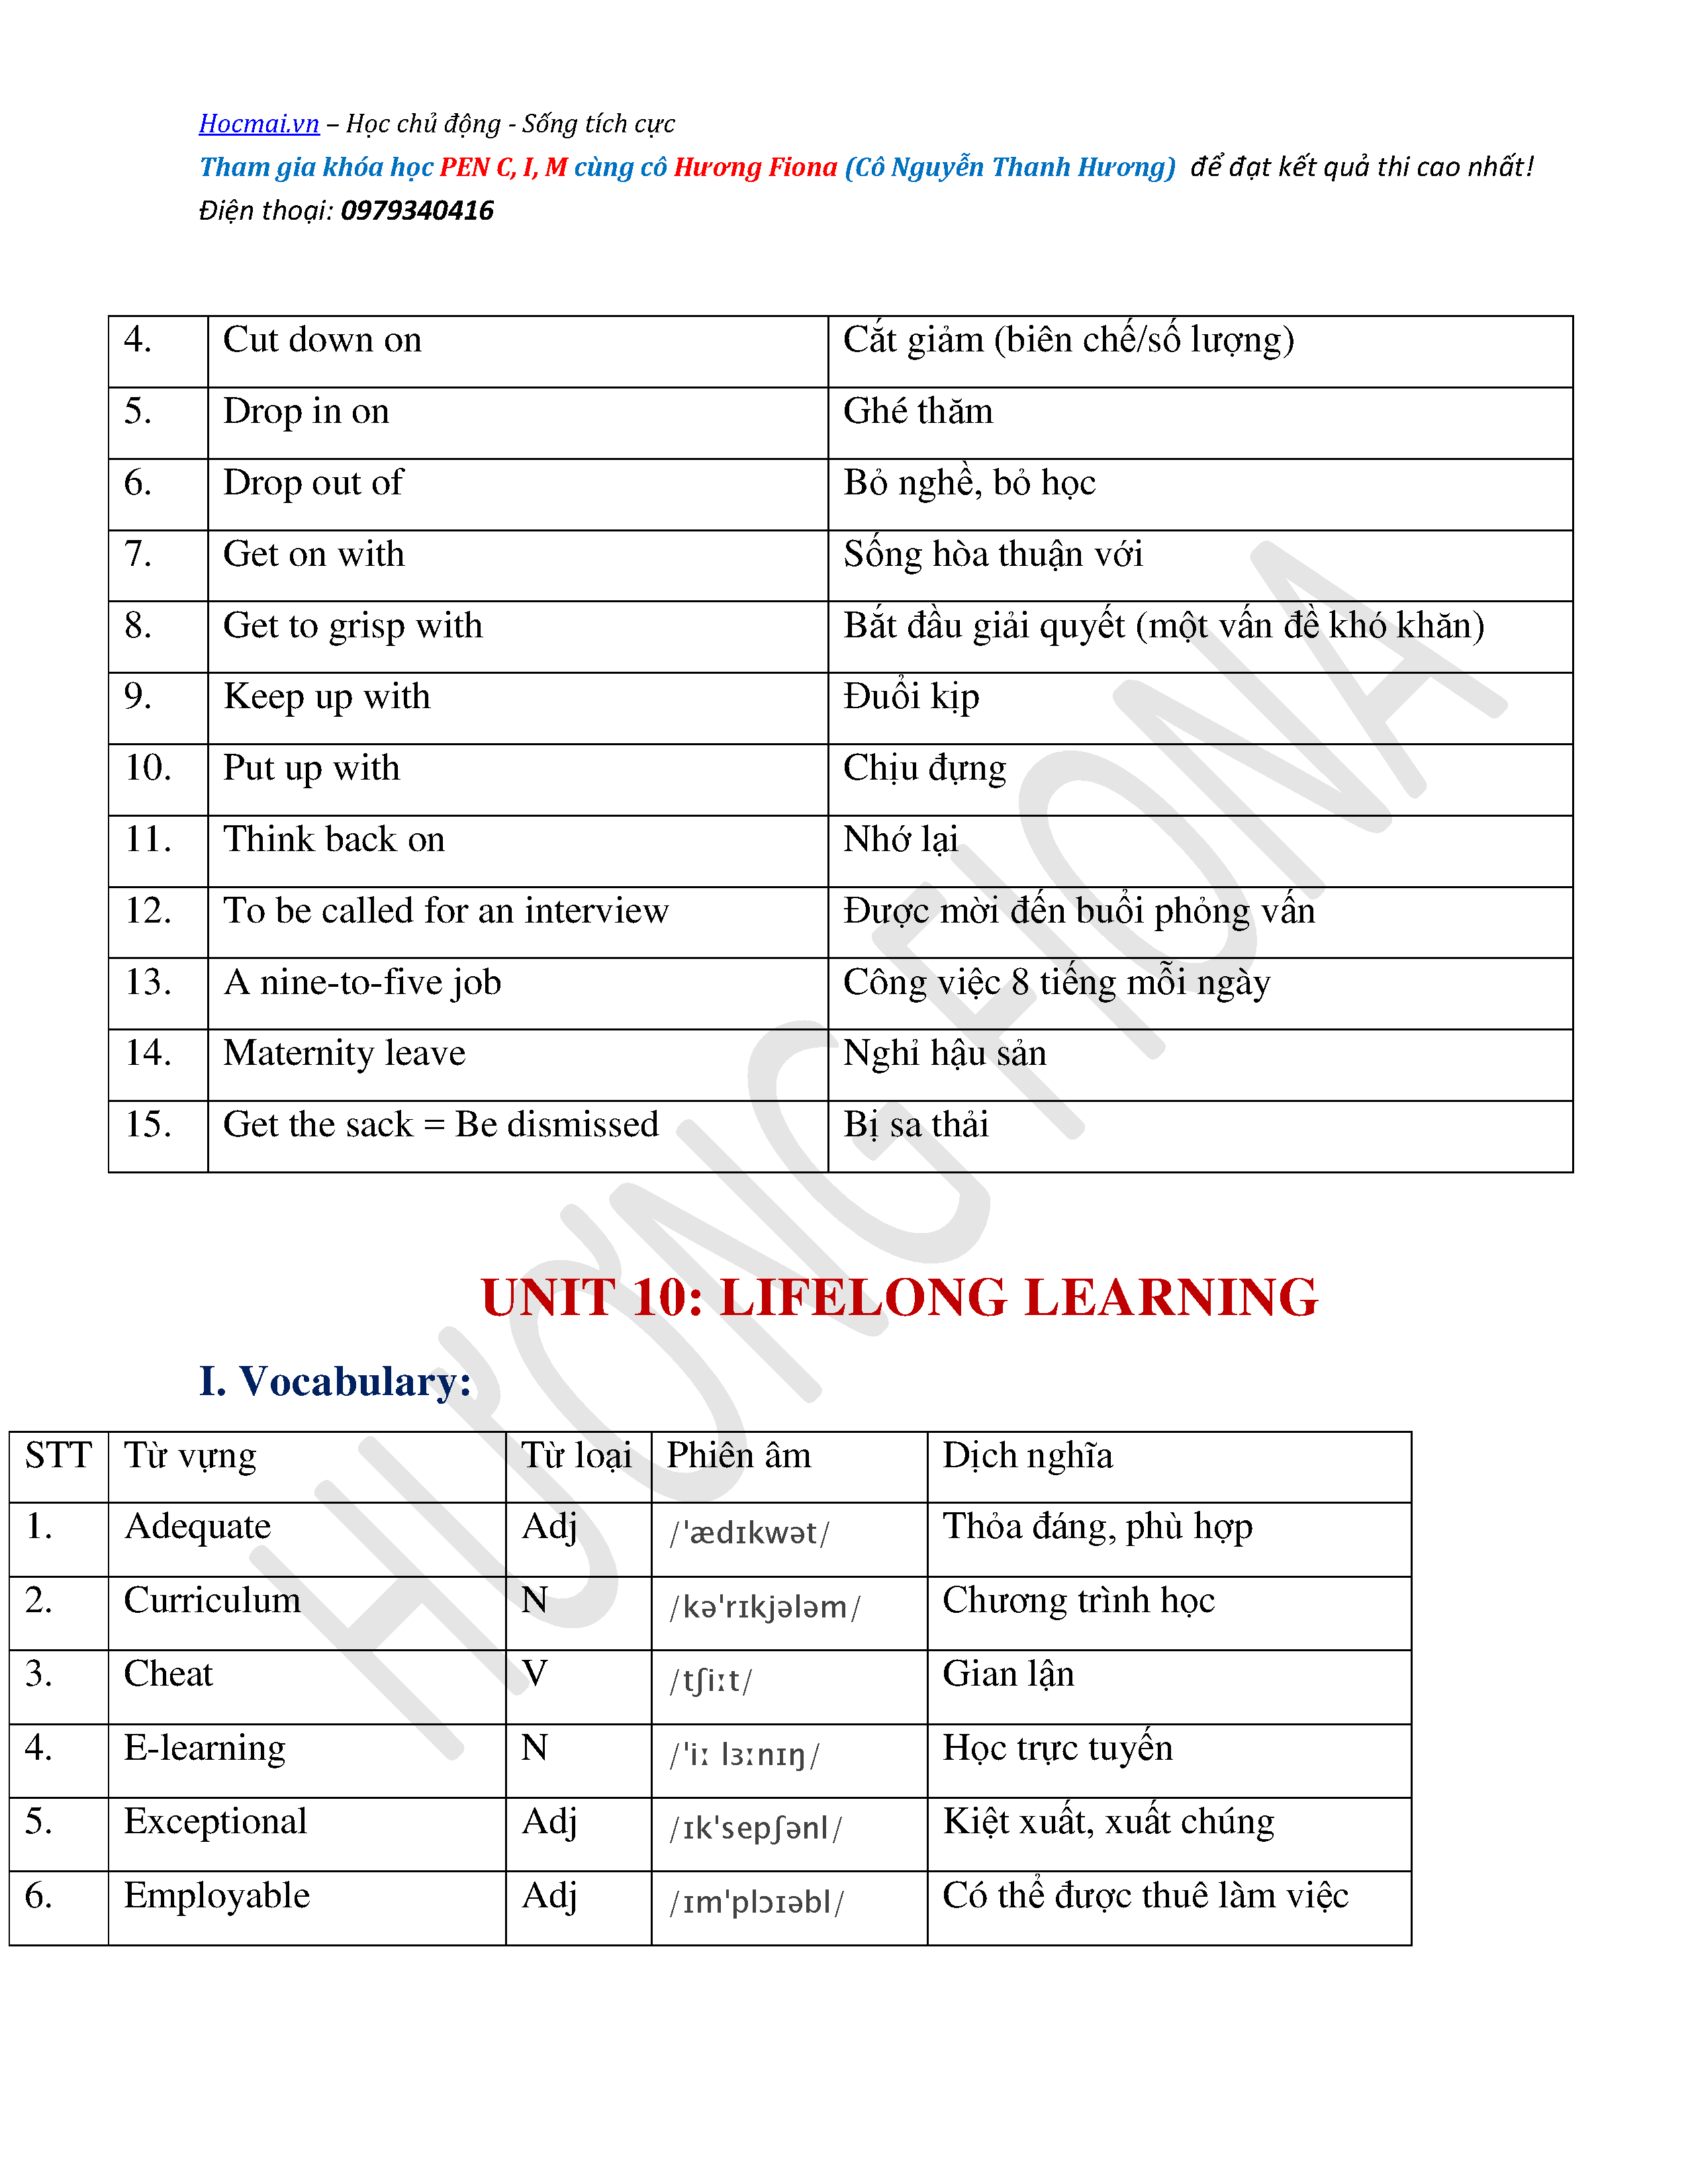 Hocmai.vn – Học chủ động - Sống tích cực
Tham gia khóa học PEN C, I, M cùng cô Hương Fiona (Cô Nguyễn Thanh Hương) để đạt kết quả thi cao nhất!
Điện thoại: 0979340416
4. Cut down on Cắt giảm (biên chế/số lượng)
5. Drop in on Ghé thăm
6. Drop out of Bỏ nghề, bỏ học
7. Get on with Sống hòa thuận với
8. Get to grisp with Bắt đầu giải quyết (một vấn đề khó khăn)
9. Keep up with Đuổi kịp
10. Put up with Chịu đựng
11. Think back on Nhớ lại
12. To be called for an interview Được mời đến buổi phỏng vấn
13. A nine-to-five job Công việc 8 tiếng mỗi ngày
14. Maternity leave Nghỉ hậu sản
15. Get the sack = Be dismissed Bị sa thải
HƯƠNG FIONA
UNIT 10: LIFELONG LEARNING
I. Vocabulary:
STT Từ vựng Từ loại Phiên âm Dịch nghĩa
1. Adequate Adj /ˈædɪkwət/ Thỏa đáng, phù hợp
2. Curriculum N /kəˈrɪkjələm/ Chương trình học
3. Cheat V /tʃiːt/ Gian lận
4. E-learning N /ˈiː lɜːnɪŋ/ Học trực tuyến
5. Exceptional Adj /ɪkˈsepʃənl/ Kiệt xuất, xuất chúng
6. Employable Adj /ɪmˈplɔɪəbl/ Có thể được thuê làm việc